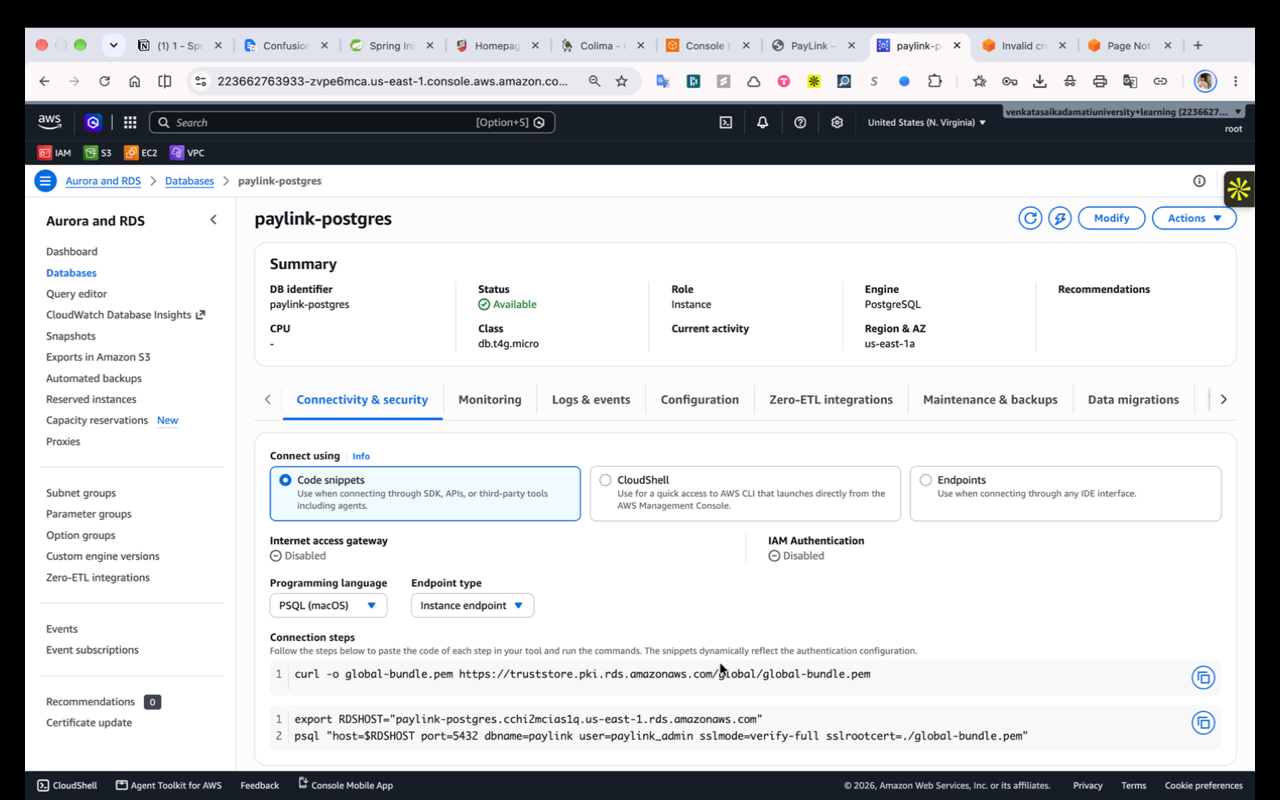 (1) 1 - Spr
Confusion
Spring Ini
Homepag
Colima -
Console H
PayLink –
paylink-p
Invalid cr
Page Not
223662763933-zvpe6mca.us-east-1.console.aws.amazon.co...
aws
Search
[Option+S]
United States (N. Virginia)
venkatasaikadamatiuniversity+learning (2236627...
root
IAM
S3
EC2
VPC
Aurora and RDS
Databases
paylink-postgres
Aurora and RDS
Dashboard
Databases
Query editor
CloudWatch Database Insights
Snapshots
Exports in Amazon S3
Automated backups
Reserved instances
Capacity reservations New
Proxies
Subnet groups
Parameter groups
Option groups
Custom engine versions
Zero-ETL integrations
Events
Event subscriptions
Recommendations 0
Certificate update
paylink-postgres
Modify
Actions
Summary
DB identifier
paylink-postgres
Status
Available
Role
Instance
Engine
PostgreSQL
Recommendations
CPU
-
Class
db.t4g.micro
Current activity
Region & AZ
us-east-1a
Connectivity & security
Monitoring
Logs & events
Configuration
Zero-ETL integrations
Maintenance & backups
Data migrations
Connect using
Info
Code snippets
Use when connecting through SDK, APIs, or third-party tools
including agents.
CloudShell
Use for a quick access to AWS CLI that launches directly from the
AWS Management Console.
Endpoints
Use when connecting through any IDE interface.
Internet access gateway
Disabled
IAM Authentication
Disabled
Programming language
PSQL (macOS)
Endpoint type
Instance endpoint
Connection steps
Follow the steps below to paste the code of each step in your tool and run the commands. The snippets dynamically reflect the authentication configuration.
1 curl -o global-bundle.pem https://truststore.pki.rds.amazonaws.com/global/global-bundle.pem
1 export RDSHOST="paylink-postgres.cchi2mcias1q.us-east-1.rds.amazonaws.com"
2 psql "host=$RDSHOST port=5432 dbname=paylink user=paylink_admin sslmode=verify-full sslrootcert=./global-bundle.pem"
CloudShell
Agent Toolkit for AWS
Feedback
Console Mobile App
© 2026, Amazon Web Services, Inc. or its affiliates.
Privacy
Terms
Cookie preferences